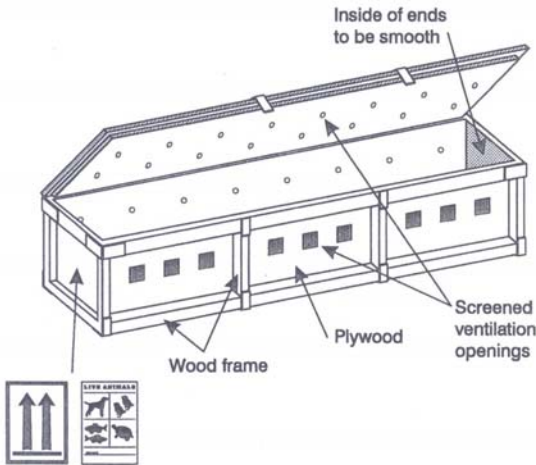 Inside of ends
to be smooth
Screened
ventilation
openings
Plywood
Wood frame
LIVE ANIMALS